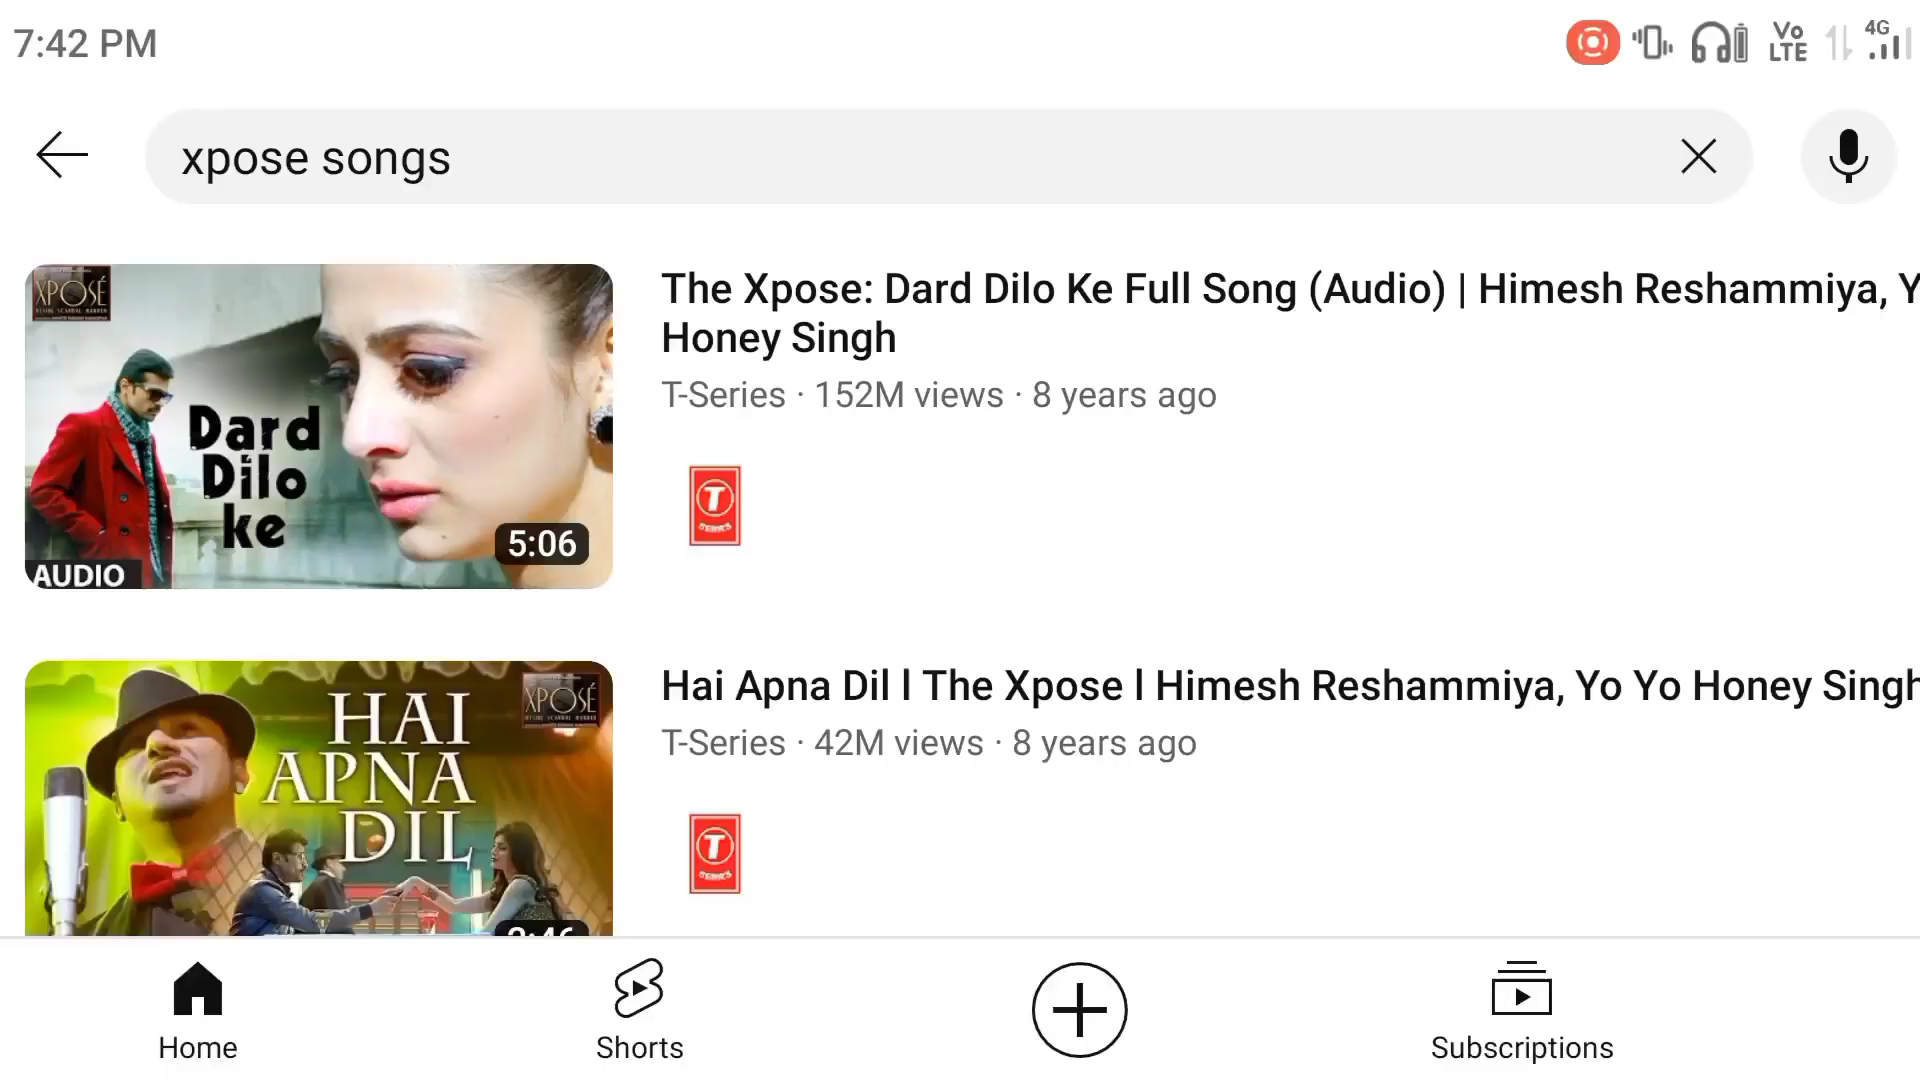 7:42 PM
Vo
LTE
4G
xpose songs
XPOSÉ
Dard
Dilo
ke
5:06
AUDIO
The Xpose: Dard Dilo Ke Full Song (Audio) | Himesh Reshammiya, Y
Honey Singh
T-Series · 152M views · 8 years ago
T
SERIES
XPOSÉ
HAI
APNA
DIL
Hai Apna Dil l The Xpose l Himesh Reshammiya, Yo Yo Honey Singh
T-Series · 42M views · 8 years ago
T
SERIES
Home
Shorts
Subscriptions